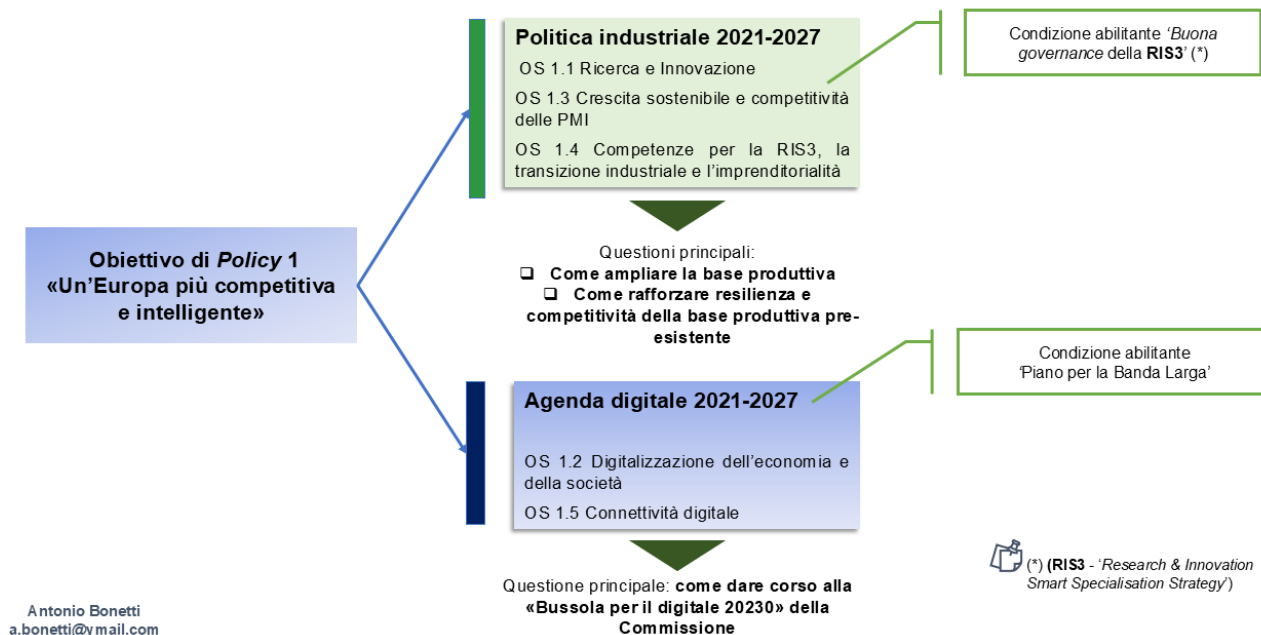 Politica industriale 2021-2027
OS 1.1 Ricerca e Innovazione
OS 1.3 Crescita sostenibile e competitività
delle PMI
OS 1.4 Competenze per la RIS3, la
transizione industriale e l'imprenditorialità
Condizione abilitante 'Buona
governance della RIS3' (*)
Obiettivo di Policy 1
«Un'Europa più competitiva
e intelligente»
Questioni principali:
❑ Come ampliare la base produttiva
❑ Come rafforzare resilienza e
competitività della base produttiva pre-
esistente
Condizione abilitante
'Piano per la Banda Larga'
Agenda digitale 2021-2027
OS 1.2 Digitalizzazione dell'economia e
della società
OS 1.5 Connettività digitale
Questione principale: come dare corso alla
«Bussola per il digitale 20230» della
Commissione
(*) (RIS3 - 'Research & Innovation
Smart Specialisation Strategy')
Antonio Bonetti
a.bonetti@ymail.com